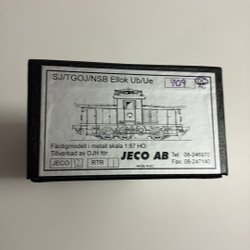 SJ/TGOJ/NSB Ellok Ub/Ue
709
Färdigmodell i metall skala 1:87 HO
Tillverkad av DJH för:
JECO AB
Tel: 08-246970
Fax: 08-247140
JECO
RTR